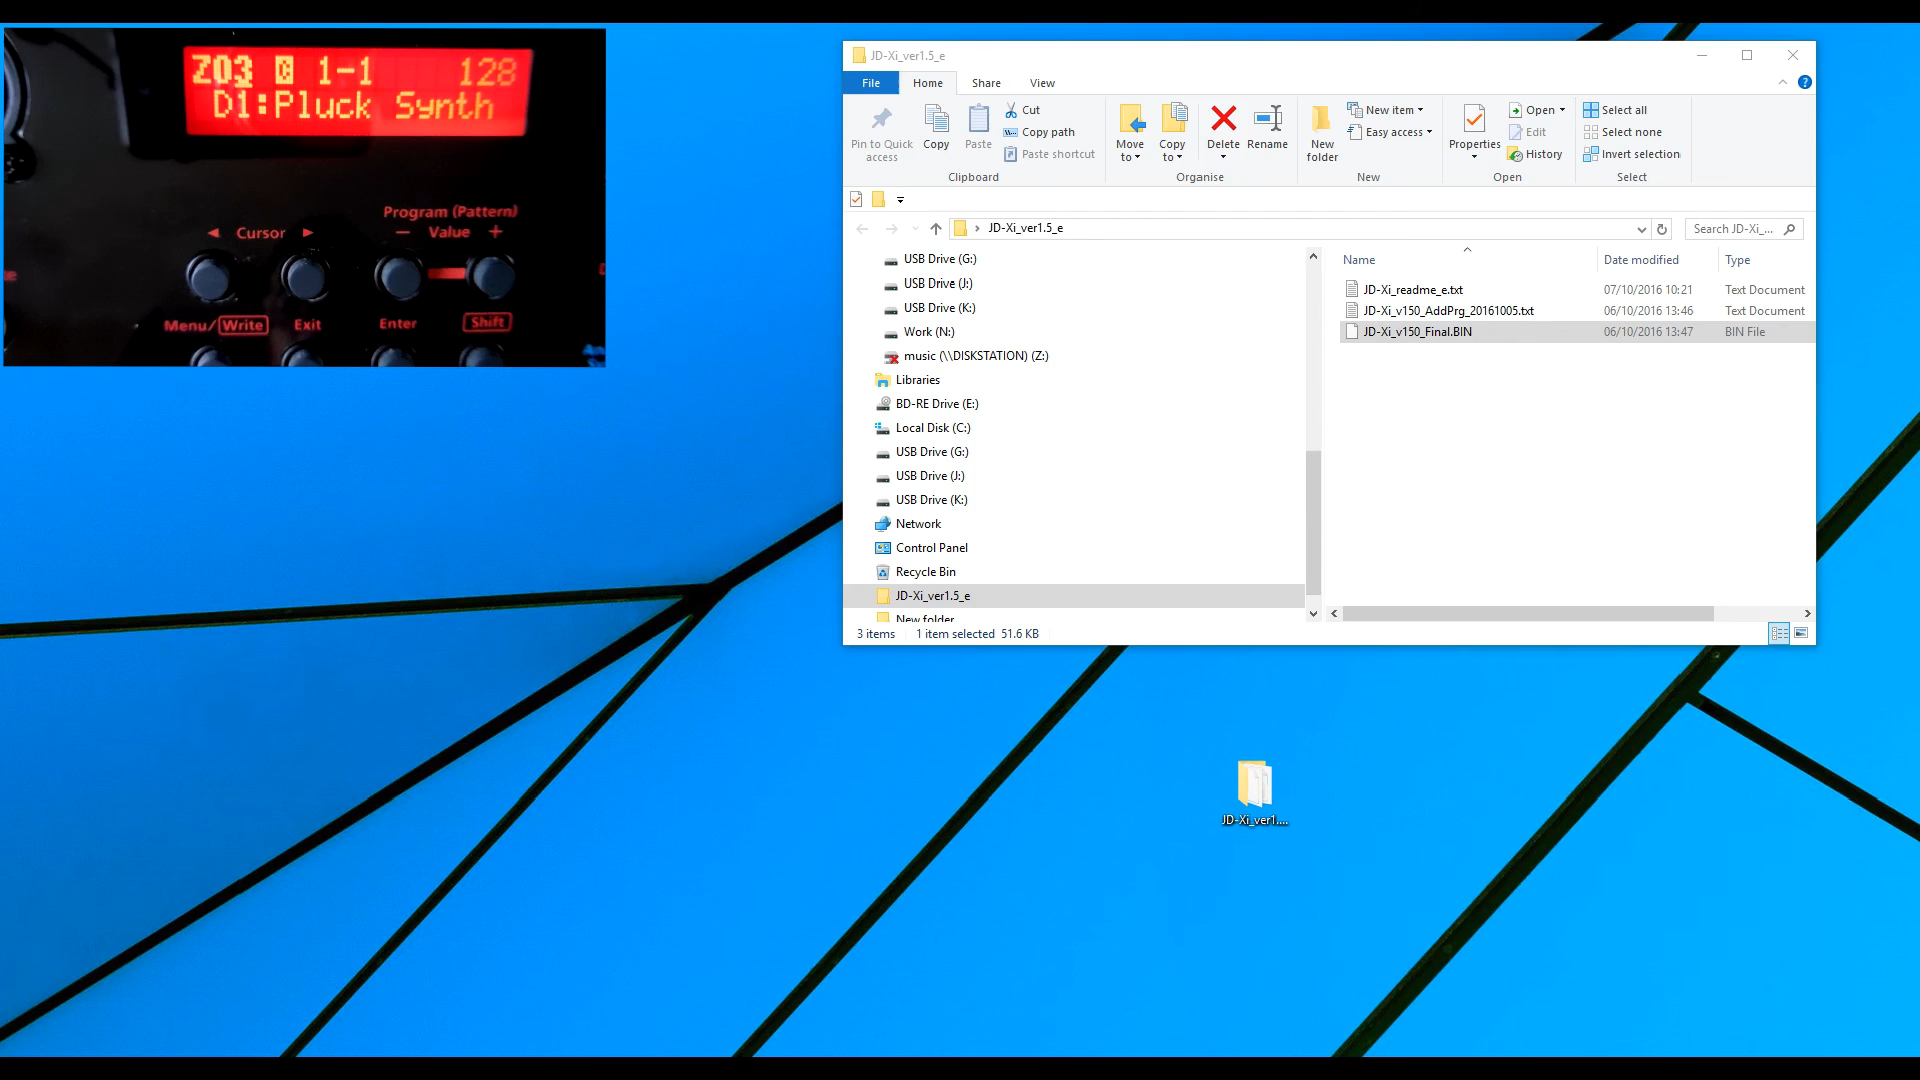 Z03 1-1 128
D1:Pluck Synth
Program (Pattern)
◄ Cursor ► − Value +
Menu/Write Exit Enter Shift
JD-Xi_ver1.5_e
File Home Share View
Pin to Quick access
Copy
Paste
Cut
Copy path
Paste shortcut
Clipboard
Move to
Copy to
Delete
Rename
Organise
New folder
New item
Easy access
New
Properties
Open
Edit
History
Open
Select all
Select none
Invert selection
Select
JD-Xi_ver1.5_e
Search JD-Xi_...
USB Drive (G:)
USB Drive (J:)
USB Drive (K:)
Work (N:)
music (\\DISKSTATION) (Z:)
Libraries
BD-RE Drive (E:)
Local Disk (C:)
USB Drive (G:)
USB Drive (J:)
USB Drive (K:)
Network
Control Panel
Recycle Bin
JD-Xi_ver1.5_e
New folder
Name Date modified Type
JD-Xi_readme_e.txt 07/10/2016 10:21 Text Document
JD-Xi_v150_AddPrg_20161005.txt 06/10/2016 13:46 Text Document
JD-Xi_v150_Final.BIN 06/10/2016 13:47 BIN File
3 items 1 item selected 51.6 KB
JD-Xi_ver1....